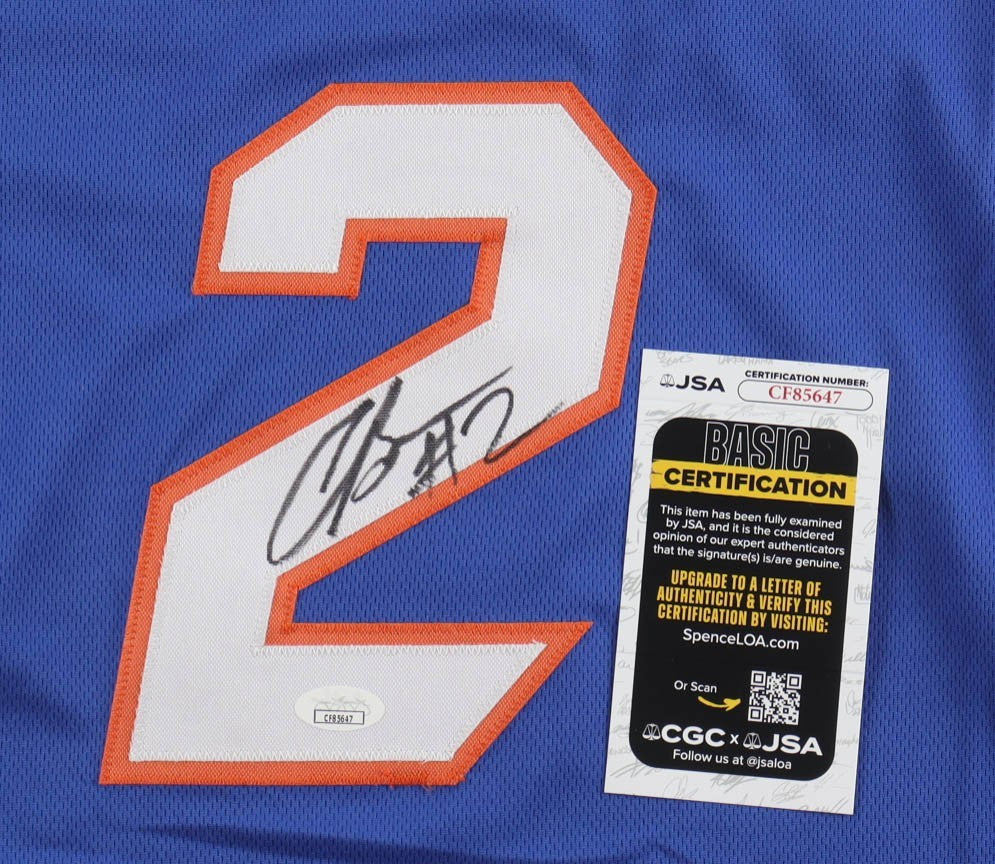 2
#2
CF85647
JSA
CERTIFICATION NUMBER:
CF85647
BASIC
CERTIFICATION
This item has been fully examined
by JSA, and it is the considered
opinion of our expert authenticators
that the signature(s) is/are genuine.
UPGRADE TO A LETTER OF
AUTHENTICITY & VERIFY THIS
CERTIFICATION BY VISITING:
SpenceLOA.com
Or Scan
CGC x JSA
Follow us at @jsaloa